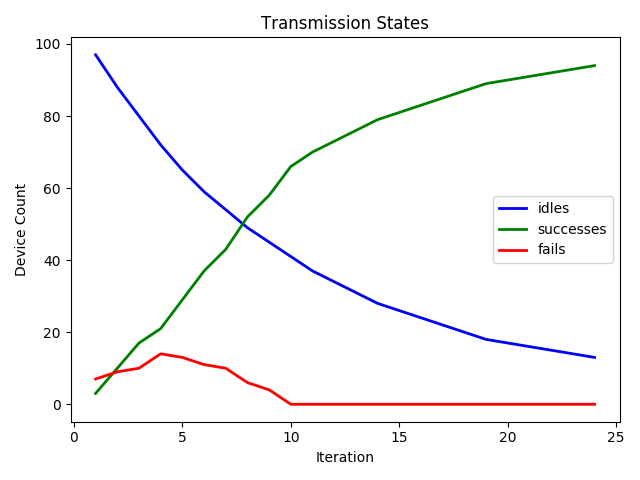 Transmission States
Device Count
100
80
60
40
20
0
idles
successes
fails
0 5 10 15 20 25
Iteration